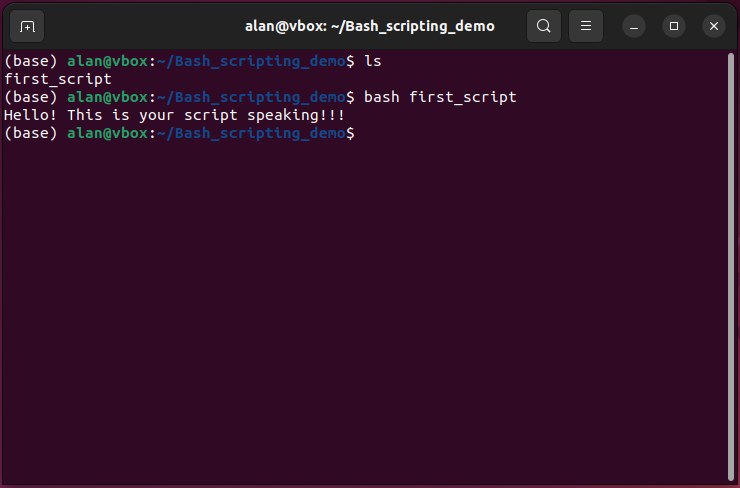 alan@vbox: ~/Bash_scripting_demo
(base) alan@vbox:~/Bash_scripting_demo$ ls
first_script
(base) alan@vbox:~/Bash_scripting_demo$ bash first_script
Hello! This is your script speaking!!!
(base) alan@vbox:~/Bash_scripting_demo$